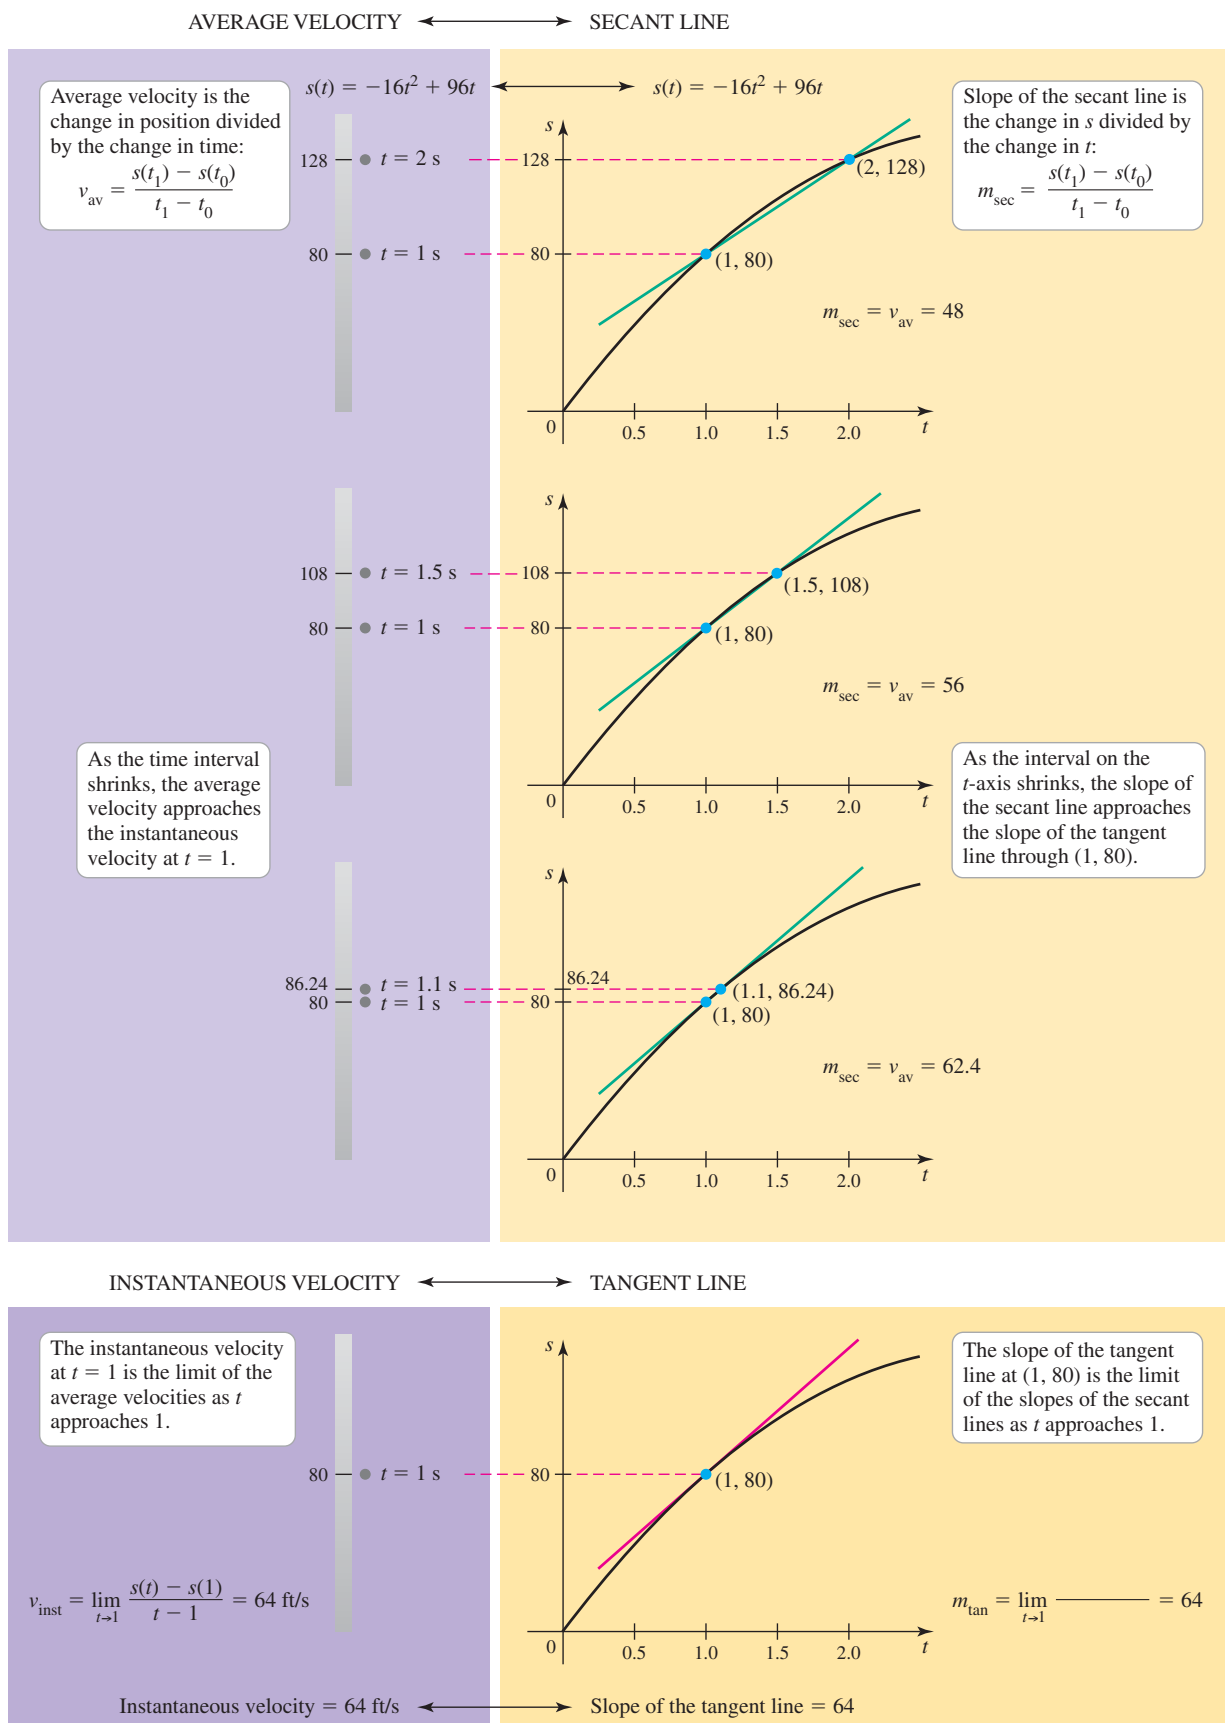 AVERAGE VELOCITY ⟷ SECANT LINE
s(t) = −16t² + 96t ⟷ s(t) = −16t² + 96t
Average velocity is the
change in position divided
by the change in time:
v_av = (s(t₁) − s(t₀)) / (t₁ − t₀)
128
t = 2 s
80
t = 1 s
s
128
(2, 128)
80
(1, 80)
m_sec = v_av = 48
0
0.5
1.0
1.5
2.0
t
Slope of the secant line is
the change in s divided by
the change in t:
m_sec = (s(t₁) − s(t₀)) / (t₁ − t₀)
108
t = 1.5 s
80
t = 1 s
s
108
(1.5, 108)
80
(1, 80)
m_sec = v_av = 56
0
0.5
1.0
1.5
2.0
t
As the time interval
shrinks, the average
velocity approaches
the instantaneous
velocity at t = 1.
As the interval on the
t-axis shrinks, the slope of
the secant line approaches
the slope of the tangent
line through (1, 80).
86.24
t = 1.1 s
80
t = 1 s
s
86.24
(1.1, 86.24)
80
(1, 80)
m_sec = v_av = 62.4
0
0.5
1.0
1.5
2.0
t
INSTANTANEOUS VELOCITY ⟷ TANGENT LINE
The instantaneous velocity
at t = 1 is the limit of the
average velocities as t
approaches 1.
80
t = 1 s
s
80
(1, 80)
0
0.5
1.0
1.5
2.0
t
The slope of the tangent
line at (1, 80) is the limit
of the slopes of the secant
lines as t approaches 1.
v_inst = lim_{t→1} (s(t) − s(1)) / (t − 1) = 64 ft/s
m_tan = lim_{t→1} ——— = 64
Instantaneous velocity = 64 ft/s ⟷ Slope of the tangent line = 64